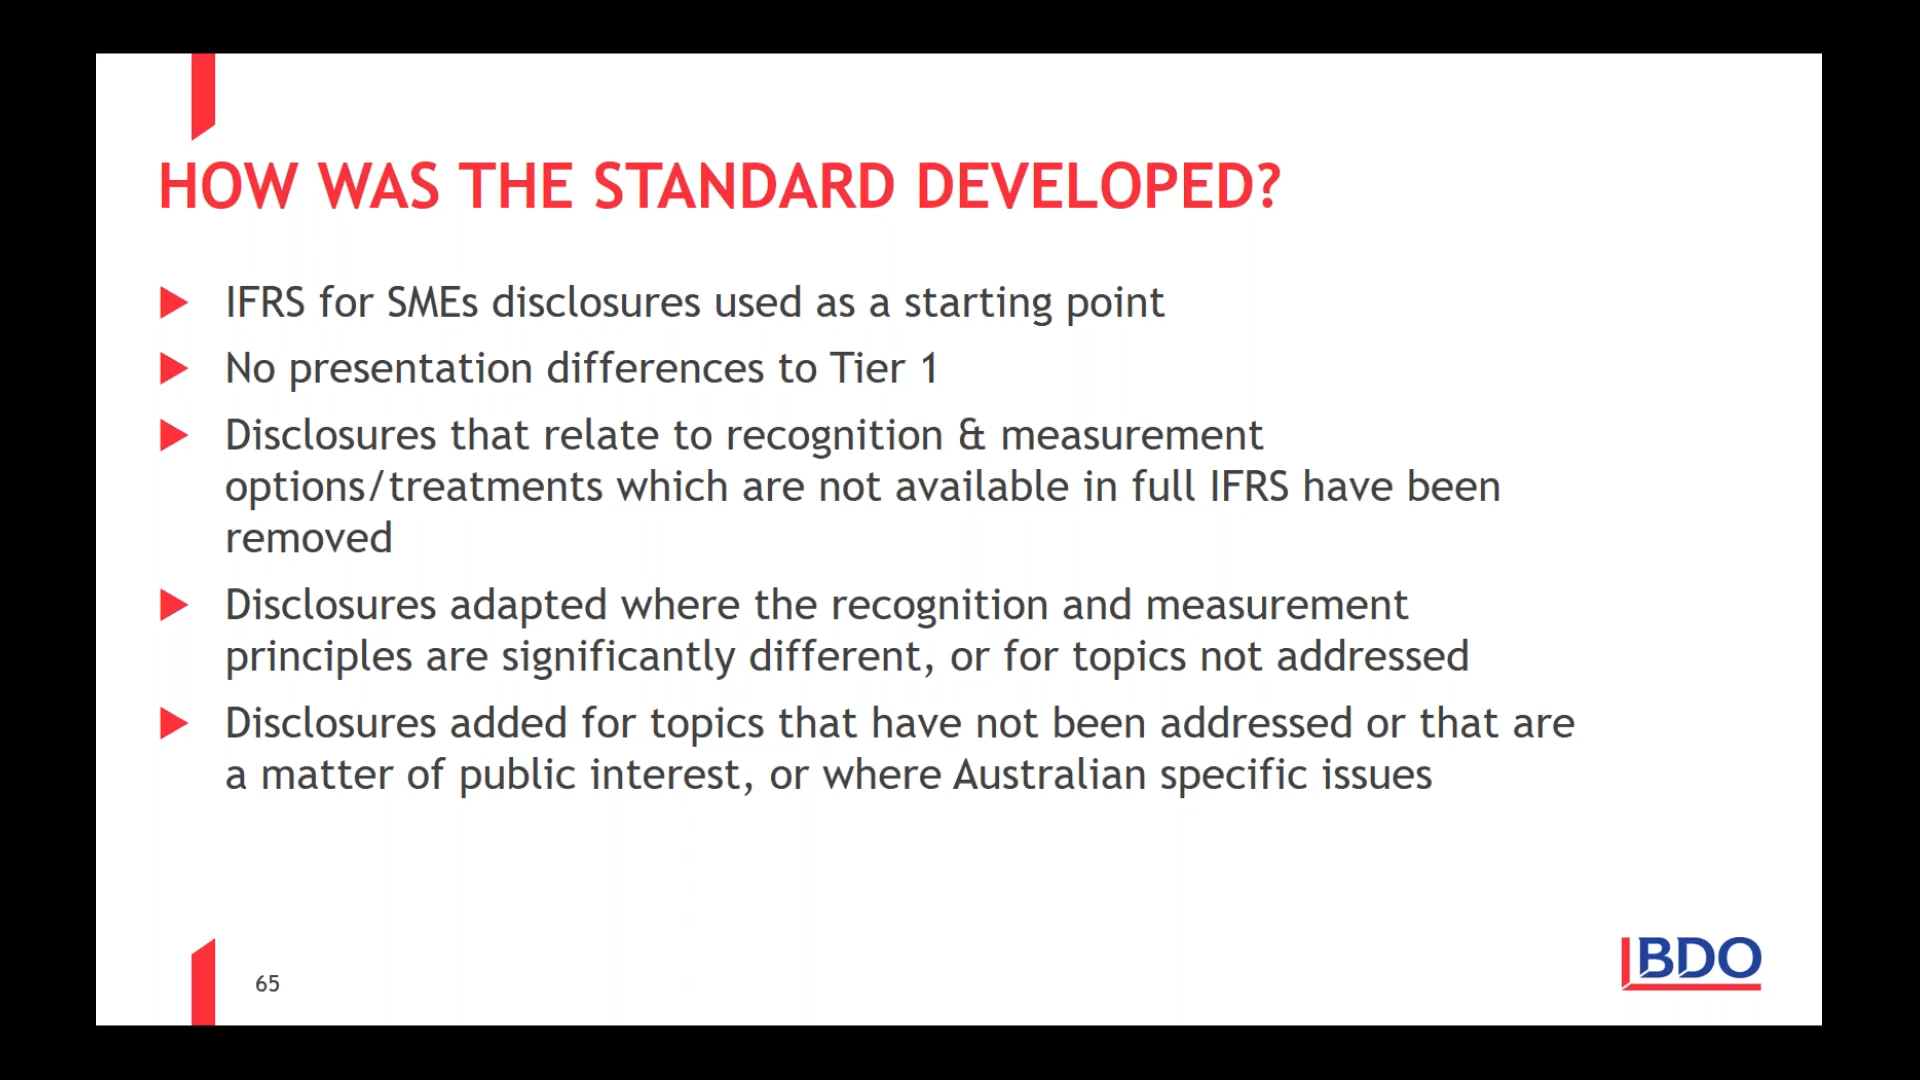 HOW WAS THE STANDARD DEVELOPED?
IFRS for SMEs disclosures used as a starting point
No presentation differences to Tier 1
Disclosures that relate to recognition & measurement
options/treatments which are not available in full IFRS have been
removed
Disclosures adapted where the recognition and measurement
principles are significantly different, or for topics not addressed
Disclosures added for topics that have not been addressed or that are
a matter of public interest, or where Australian specific issues
65
BDO